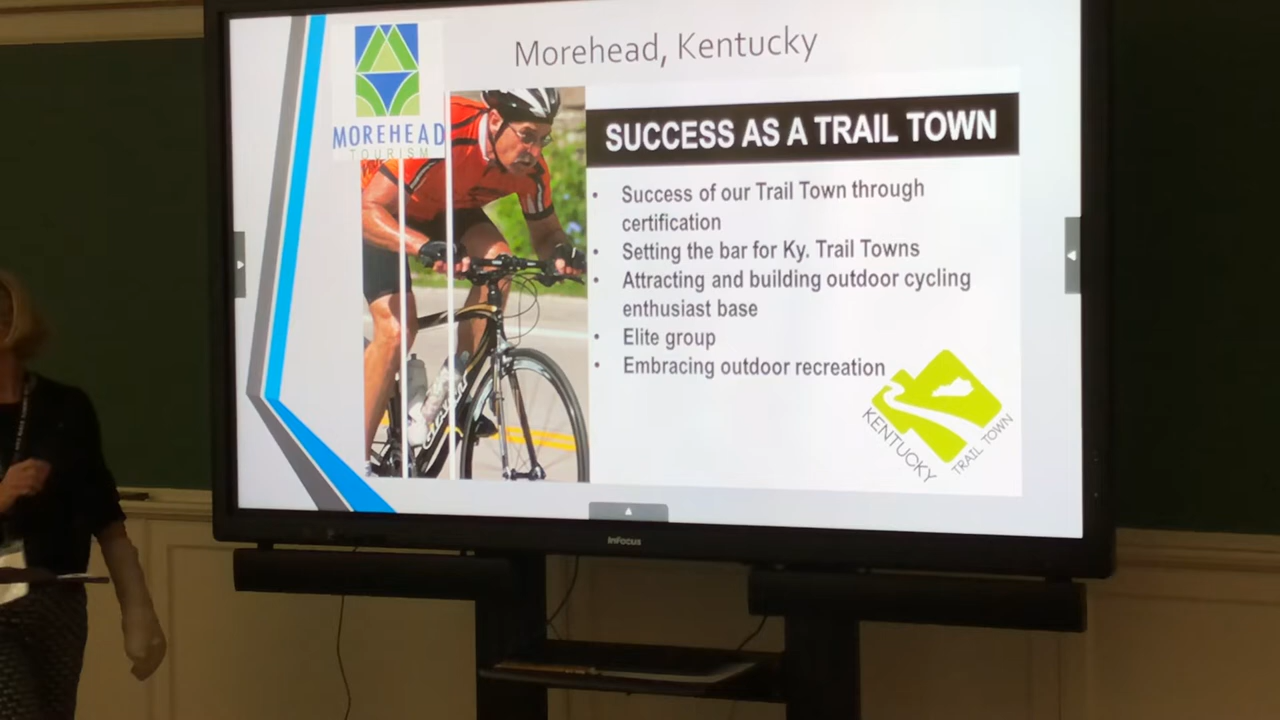 Morehead, Kentucky
MOREHEAD
TOURISM
SUCCESS AS A TRAIL TOWN
• Success of our Trail Town through
certification
• Setting the bar for Ky. Trail Towns
• Attracting and building outdoor cycling
enthusiast base
• Elite group
• Embracing outdoor recreation
KENTUCKY
TRAIL TOWN
InFocus